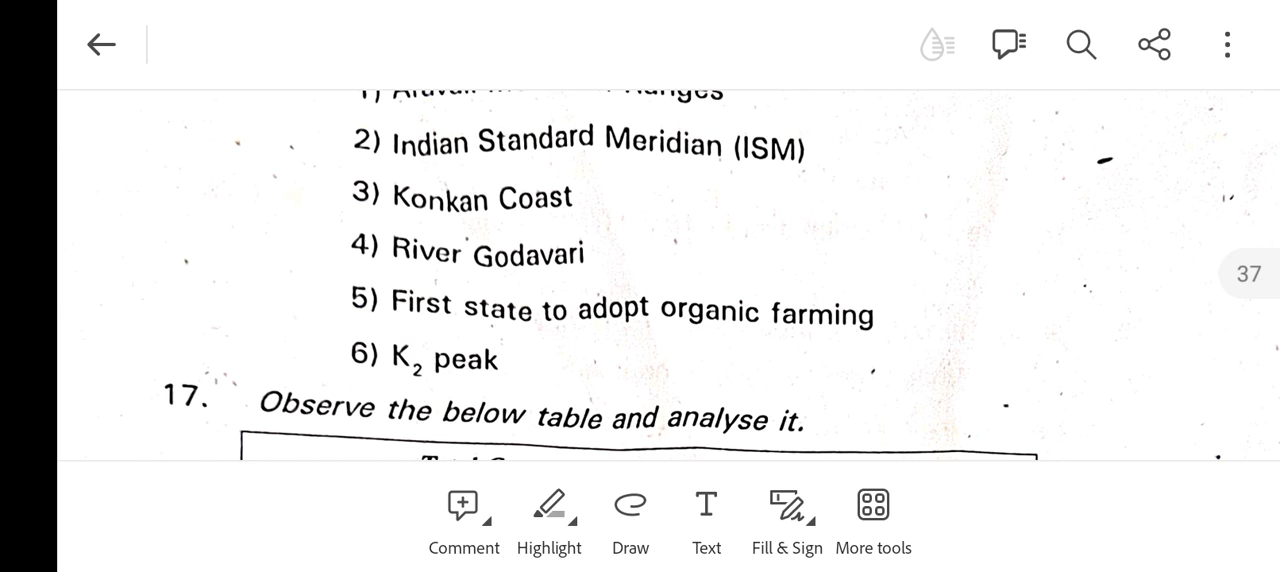 2) Indian Standard Meridian (ISM)
3) Konkan Coast
37
4) River Godavari
5) First state to adopt organic farming
6) K₂ peak
17. Observe the below table and analyse it.
Comment Highlight Draw Text Fill & Sign More tools